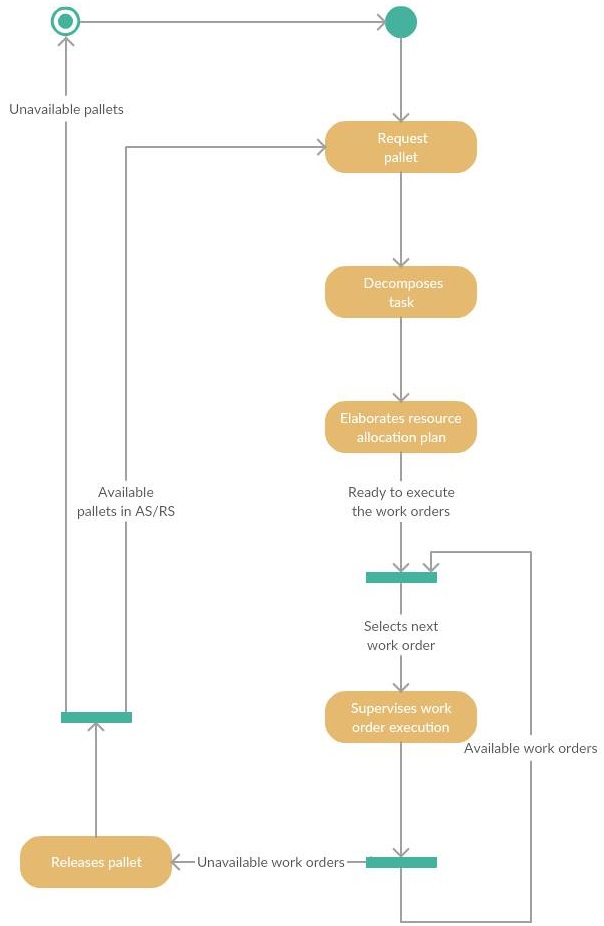 Unavailable pallets
Request
pallet
Decomposes
task
Elaborates resource
allocation plan
Available
pallets in AS/RS
Ready to execute
the work orders
Selects next
work order
Supervises work
order execution
Available work orders
Releases pallet
Unavailable work orders